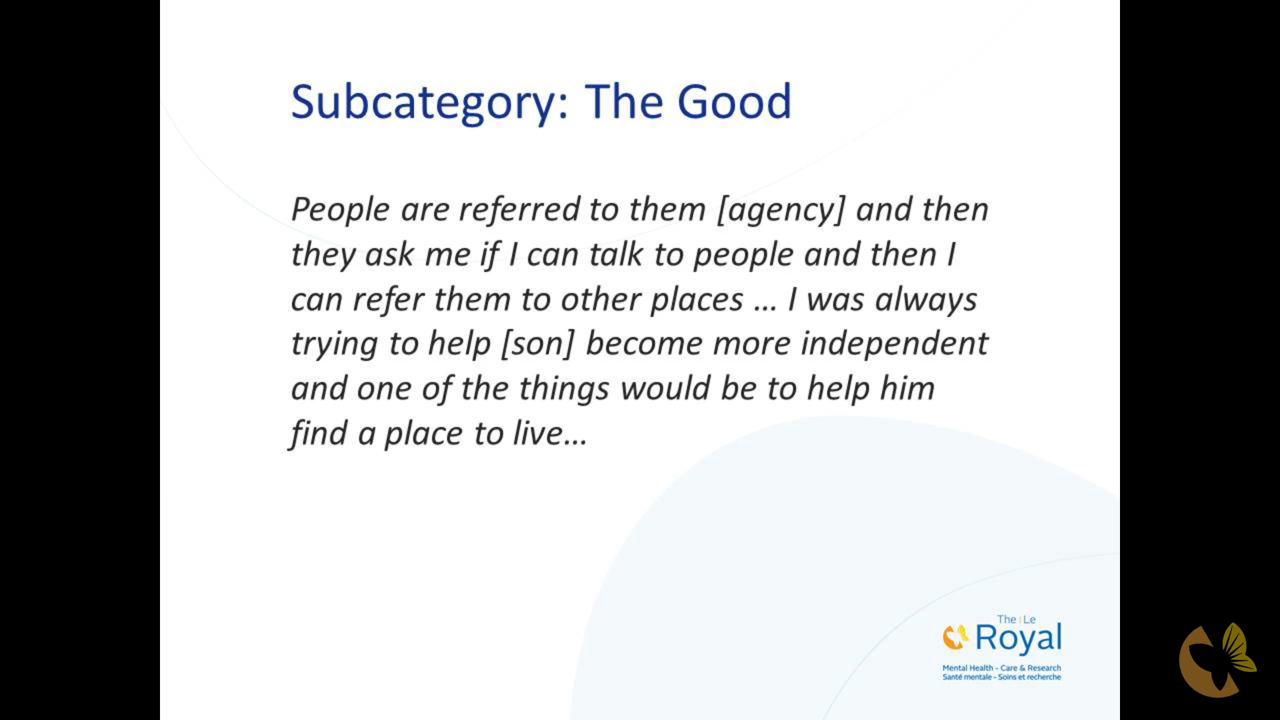 Subcategory: The Good
People are referred to them [agency] and then
they ask me if I can talk to people and then I
can refer them to other places … I was always
trying to help [son] become more independent
and one of the things would be to help him
find a place to live…
The | Le
Royal
Mental Health - Care & Research
Santé mentale - Soins et recherche